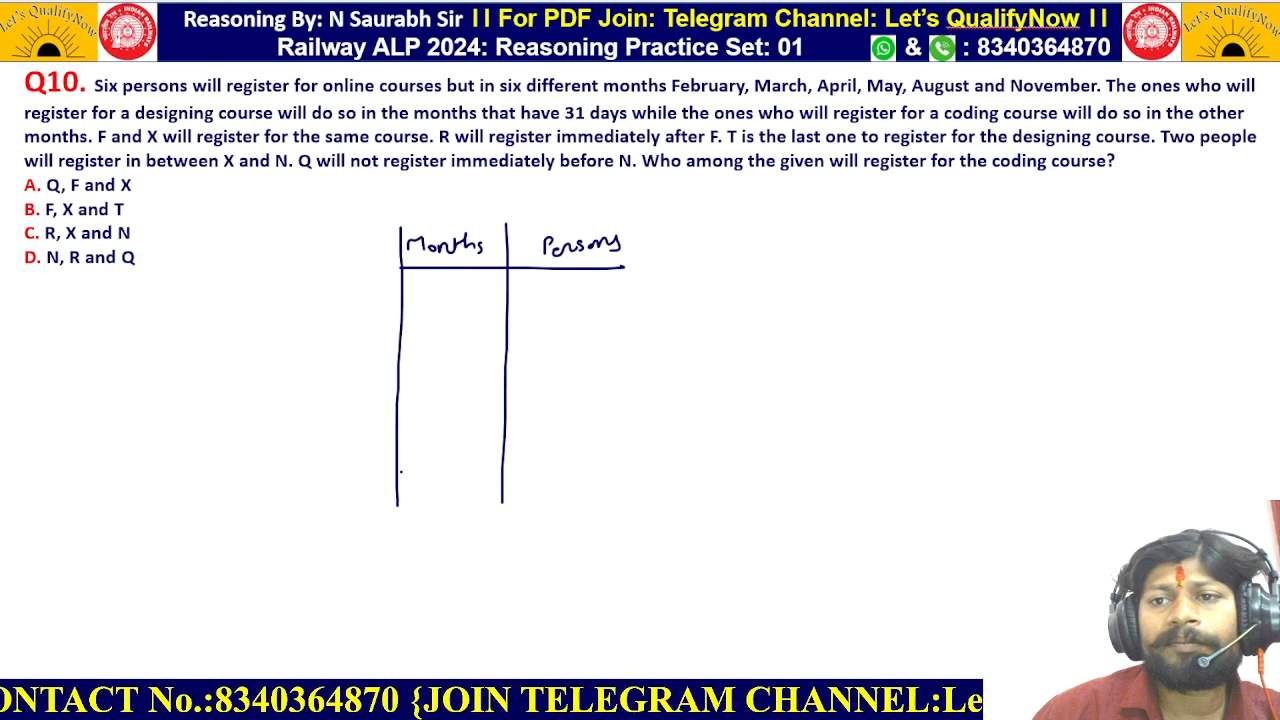 Let's QualifyNow
Reasoning By: N Saurabh Sir II For PDF Join: Telegram Channel: Let's QualifyNow II
Railway ALP 2024: Reasoning Practice Set: 01 & : 8340364870
Let's QualifyNow
Q10. Six persons will register for online courses but in six different months February, March, April, May, August and November. The ones who will
register for a designing course will do so in the months that have 31 days while the ones who will register for a coding course will do so in the other
months. F and X will register for the same course. R will register immediately after F. T is the last one to register for the designing course. Two people
will register in between X and N. Q will not register immediately before N. Who among the given will register for the coding course?
A. Q, F and X
B. F, X and T
C. R, X and N
D. N, R and Q
Months Persons
ONTACT No.:8340364870 {JOIN TELEGRAM CHANNEL:Le